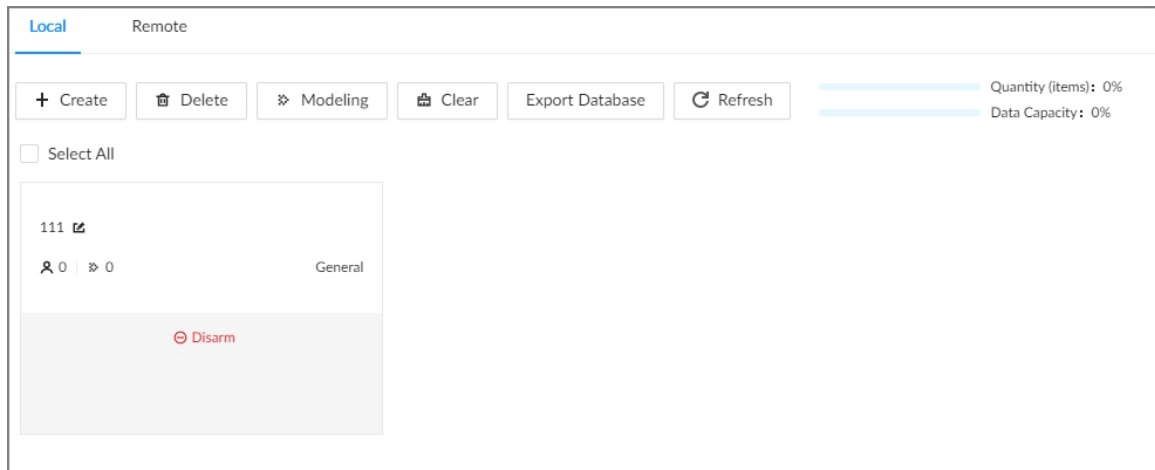 Local Remote
Create Delete Modeling Clear Export Database Refresh Quantity (items): 0%
Data Capacity: 0%
Select All
111
0 0 General
Disarm